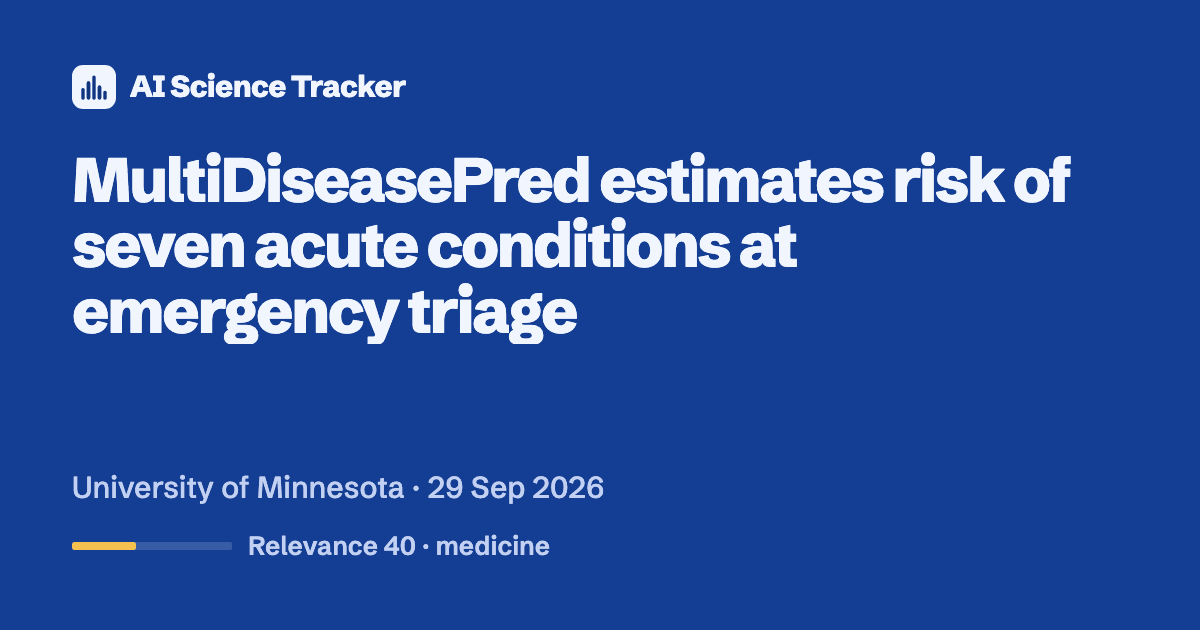 AI Science Tracker
MultiDiseasePred estimates risk of
seven acute conditions at
emergency triage
University of Minnesota · 29 Sep 2026
Relevance 40 · medicine